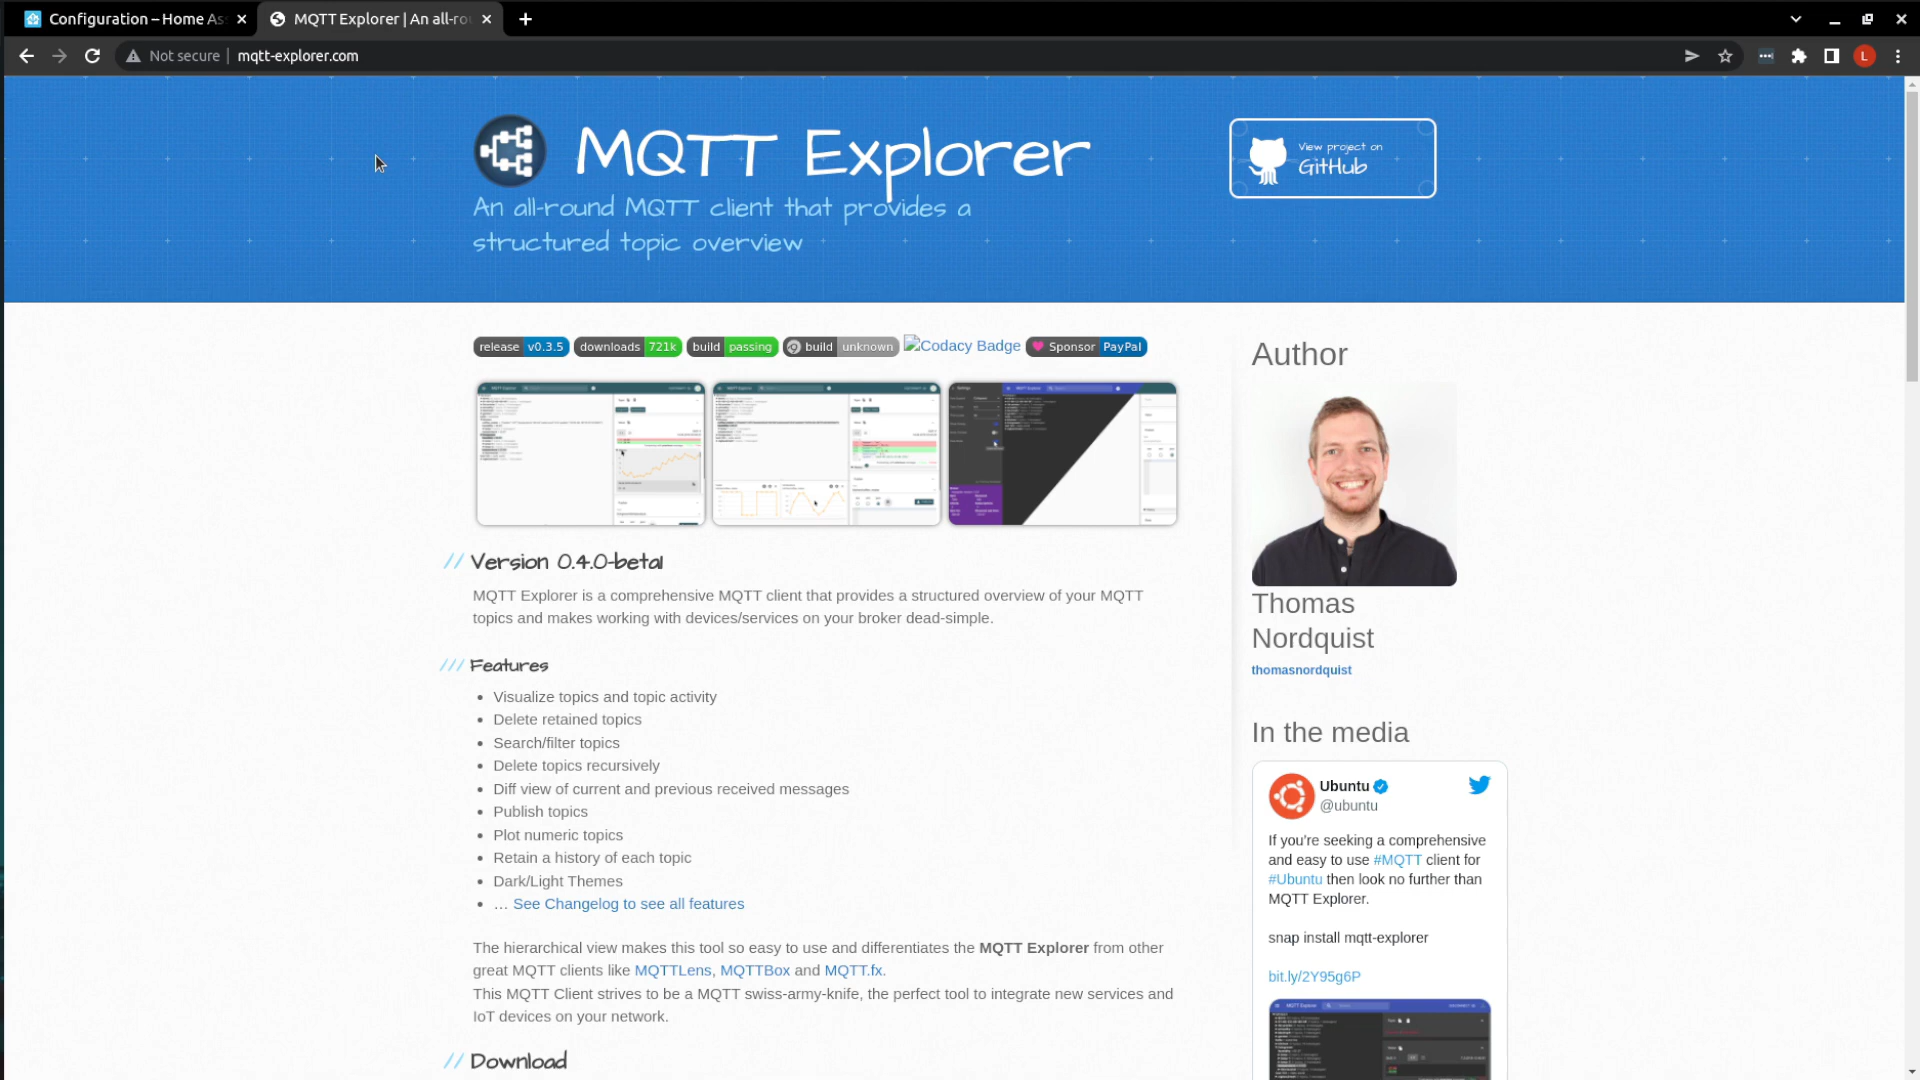 Configuration – Home As
MQTT Explorer | An all-ro
Not secure
mqtt-explorer.com
L
MQTT Explorer
An all-round MQTT client that provides a
structured topic overview
View project on
GitHub
release v0.3.5
downloads 721k
build passing
build unknown
Codacy Badge
Sponsor PayPal
// Version 0.4.0-beta1
MQTT Explorer is a comprehensive MQTT client that provides a structured overview of your MQTT
topics and makes working with devices/services on your broker dead-simple.
/// Features
• Visualize topics and topic activity
• Delete retained topics
• Search/filter topics
• Delete topics recursively
• Diff view of current and previous received messages
• Publish topics
• Plot numeric topics
• Retain a history of each topic
• Dark/Light Themes
• … See Changelog to see all features
The hierarchical view makes this tool so easy to use and differentiates the MQTT Explorer from other
great MQTT clients like MQTTLens, MQTTBox and MQTT.fx.
This MQTT Client strives to be a MQTT swiss-army-knife, the perfect tool to integrate new services and
IoT devices on your network.
// Download
Author
Thomas
Nordquist
thomasnordquist
In the media
Ubuntu
@ubuntu
If you're seeking a comprehensive
and easy to use #MQTT client for
#Ubuntu then look no further than
MQTT Explorer.
snap install mqtt-explorer
bit.ly/2Y95g6P
MQTT Explorer